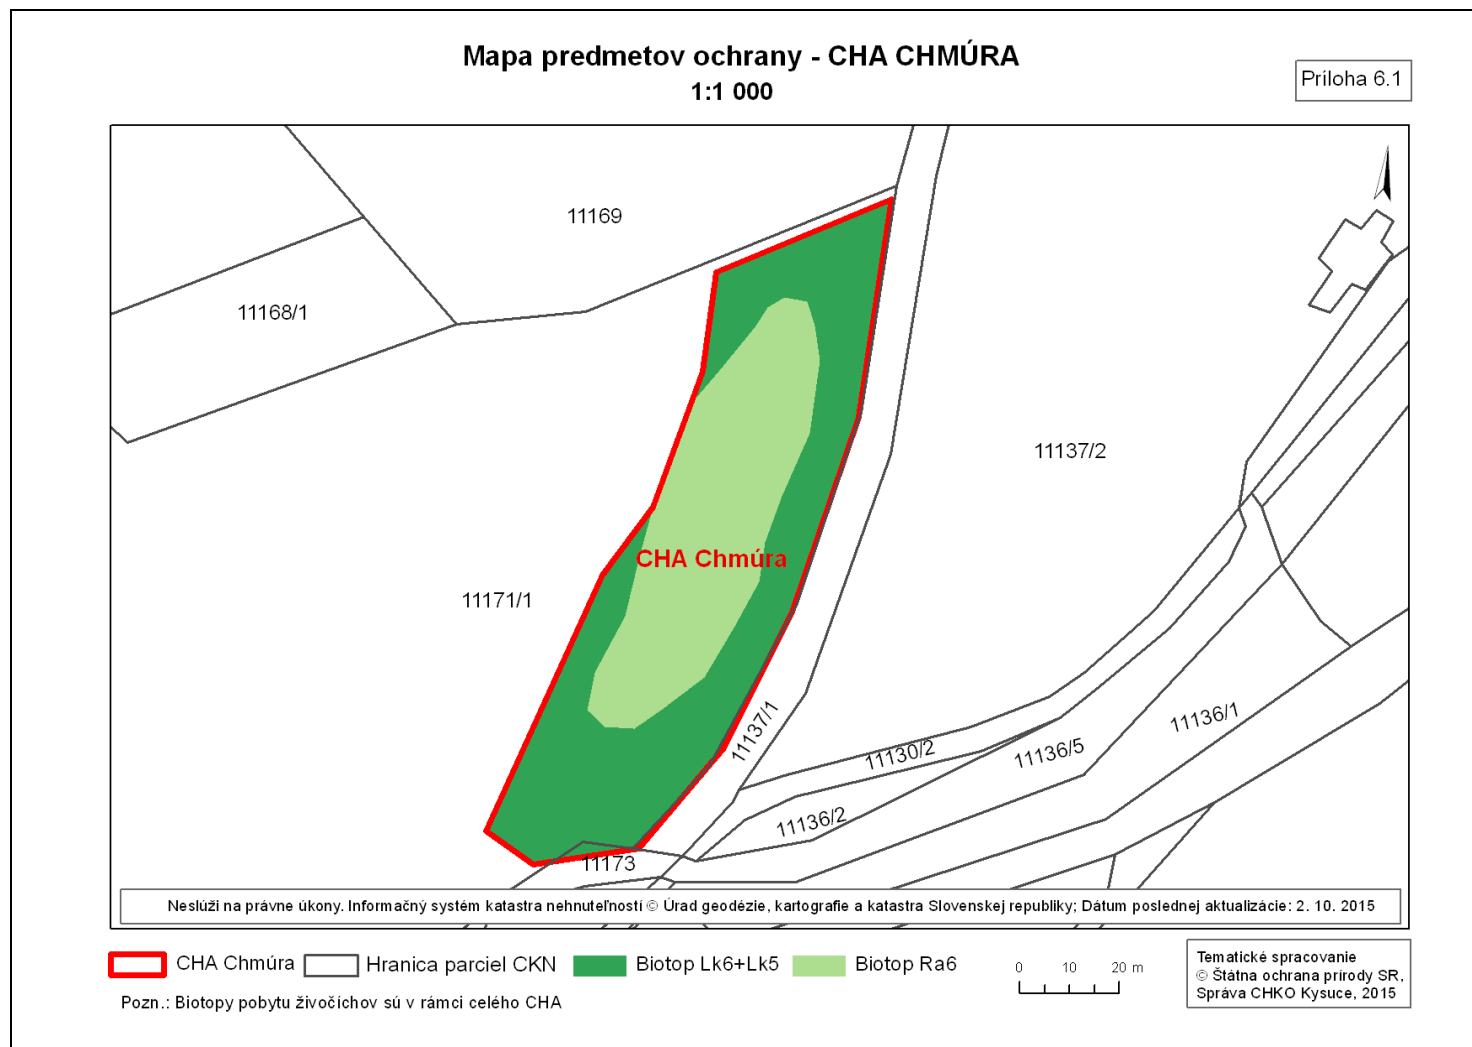 Mapa predmetov ochrany - CHA CHMÚRA
1:1 000
Príloha 6.1
11169
11168/1
11137/2
CHA Chmúra
11171/1
11137/1
11136/1
11130/2
11136/5
11136/2
11173
Neslúži na právne úkony. Informačný systém katastra nehnuteľností © Úrad geodézie, kartografie a katastra Slovenskej republiky; Dátum poslednej aktualizácie: 2. 10. 2015
CHA Chmúra Hranica parciel CKN Biotop Lk6+Lk5 Biotop Ra6
0 10 20 m
Pozn.: Biotopy pobytu živočíchov sú v rámci celého CHA
Tematické spracovanie
© Štátna ochrana prírody SR,
Správa CHKO Kysuce, 2015